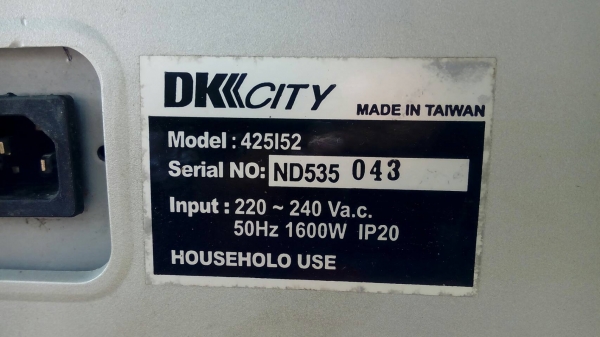 DK CITY
MADE IN TAIWAN
Model : 425I52
Serial NO: ND535 043
Input : 220 ~ 240 Va.c.
50Hz 1600W IP20
HOUSEHOLO USE